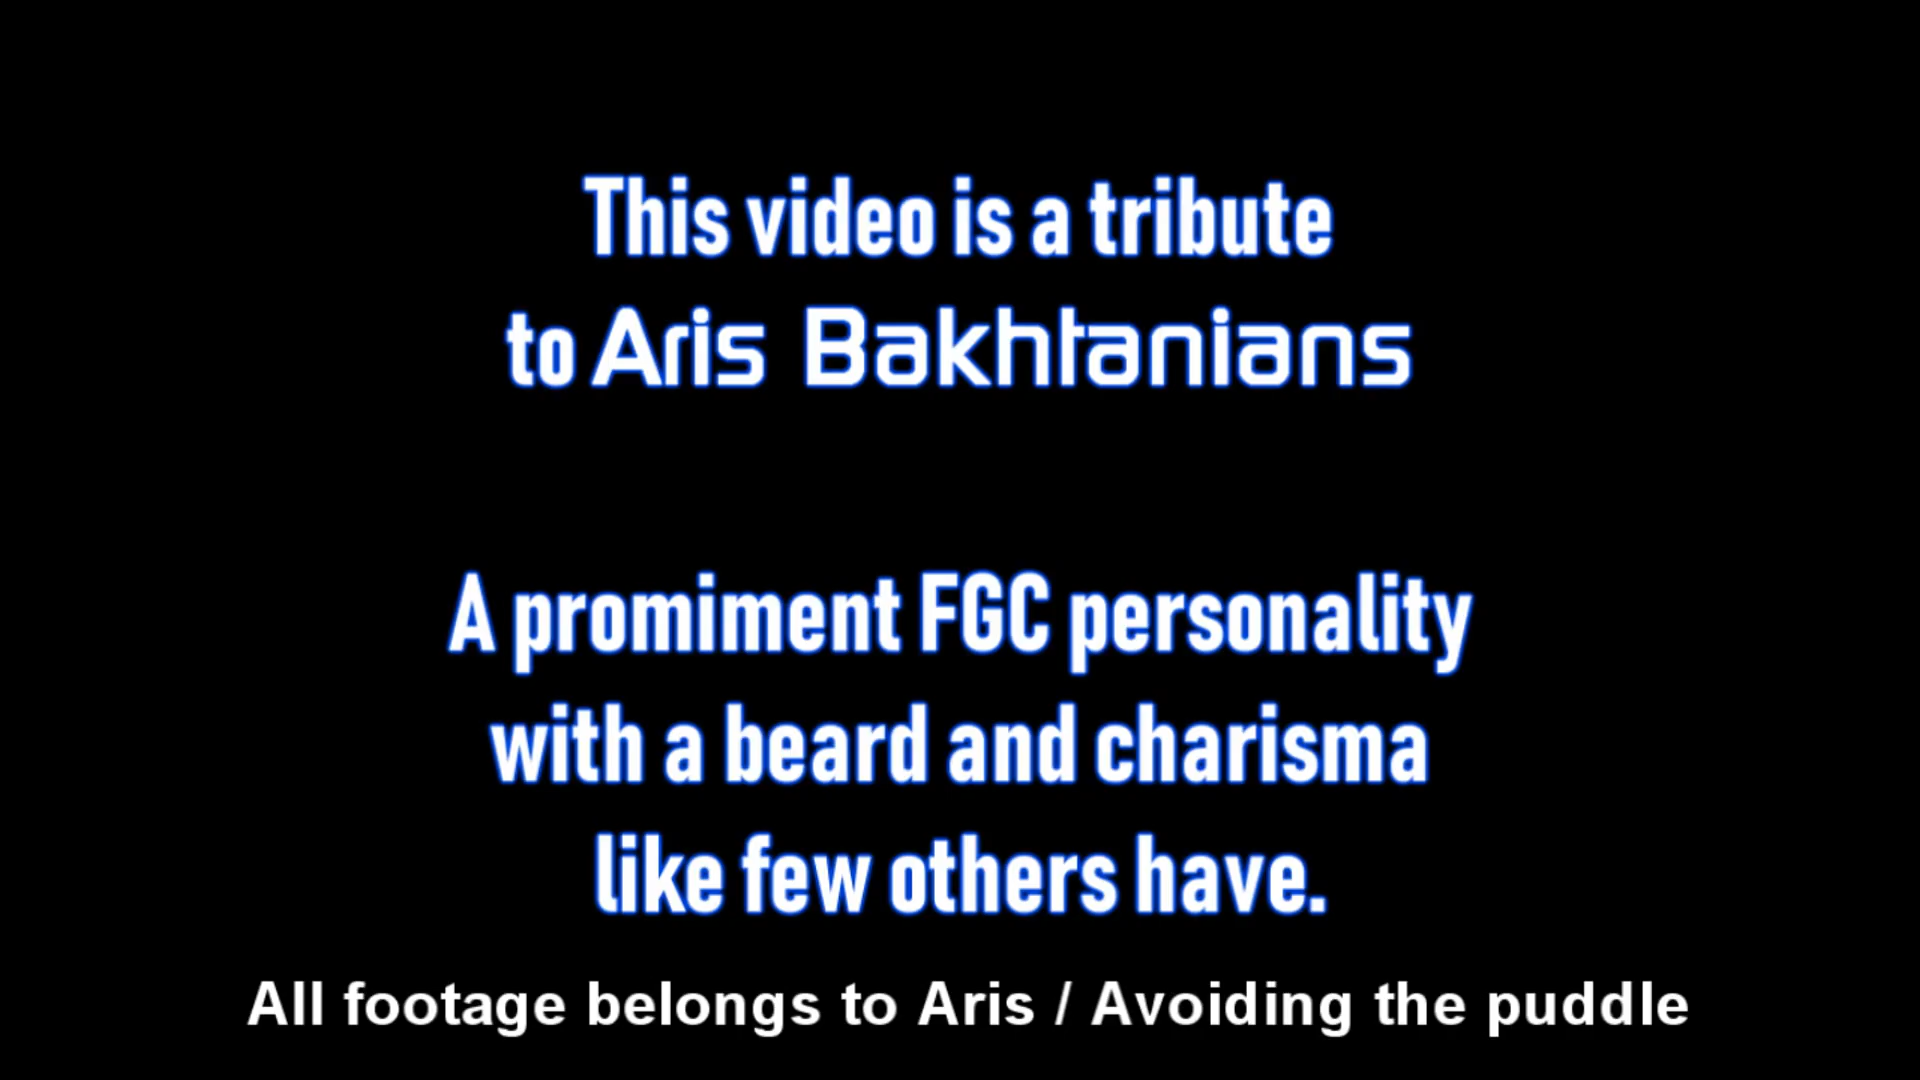 This video is a tribute
to Aris Bakhtanians
A promiment FGC personality
with a beard and charisma
like few others have.
All footage belongs to Aris / Avoiding the puddle